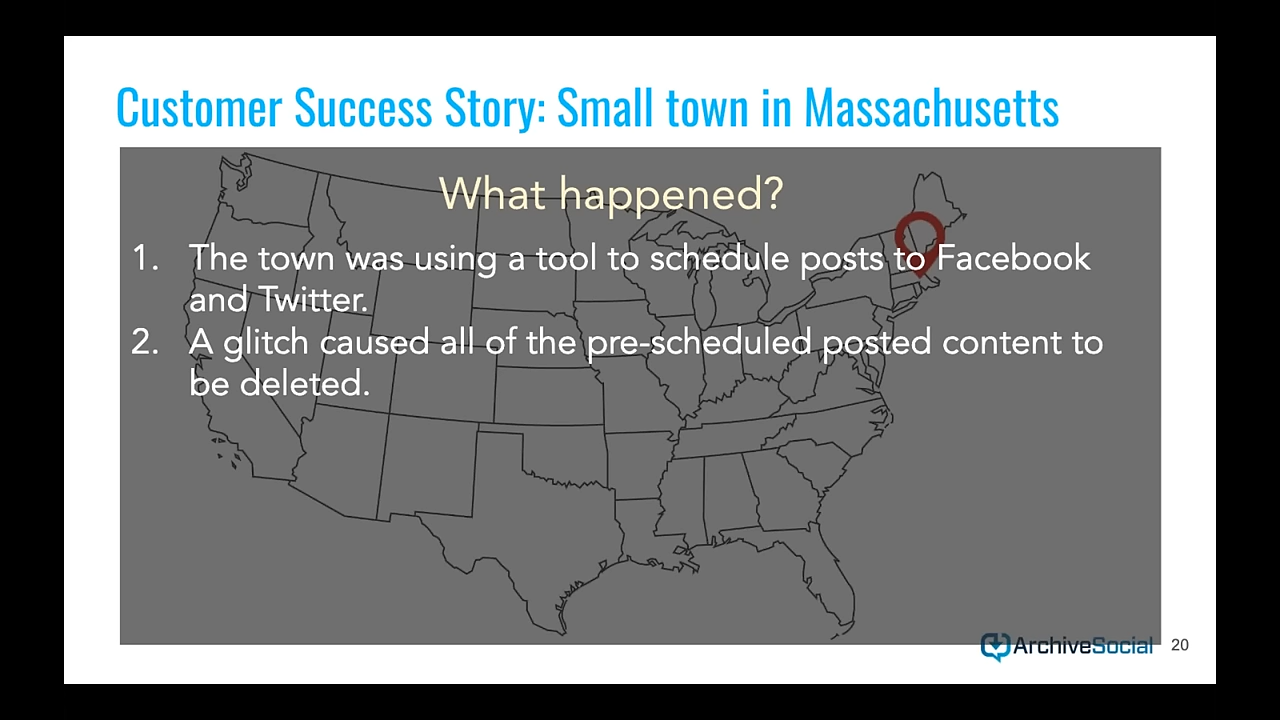 Customer Success Story: Small town in Massachusetts
What happened?
1. The town was using a tool to schedule posts to Facebook
and Twitter.
2. A glitch caused all of the pre-scheduled posted content to
be deleted.
ArchiveSocial 20